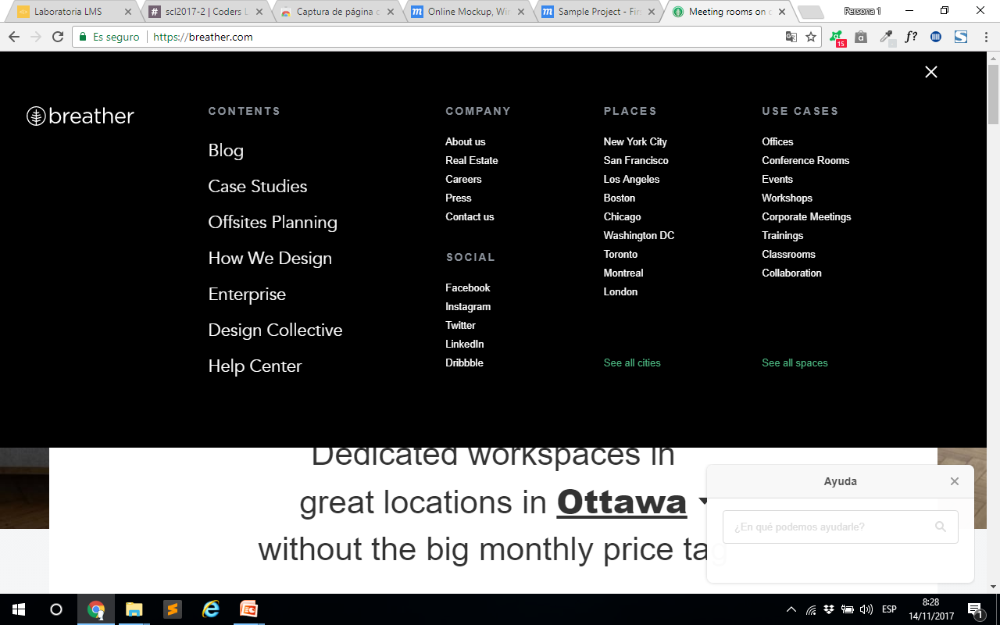 Laboratoria LMS
scl2017-2 | Coders L
Captura de página c
Online Mockup, Wir
Sample Project - Firs
Meeting rooms on c
Persona 1
Es seguro
https://breather.com
15
f?
breather
CONTENTS
Blog
Case Studies
Offsites Planning
How We Design
Enterprise
Design Collective
Help Center
COMPANY
About us
Real Estate
Careers
Press
Contact us
SOCIAL
Facebook
Instagram
Twitter
LinkedIn
Dribbble
PLACES
New York City
San Francisco
Los Angeles
Boston
Chicago
Washington DC
Toronto
Montreal
London
See all cities
USE CASES
Offices
Conference Rooms
Events
Workshops
Corporate Meetings
Trainings
Classrooms
Collaboration
See all spaces
Dedicated workspaces in
great locations in Ottawa
without the big monthly price tag
Ayuda
¿En qué podemos ayudarle?
ESP
8:28
14/11/2017
1